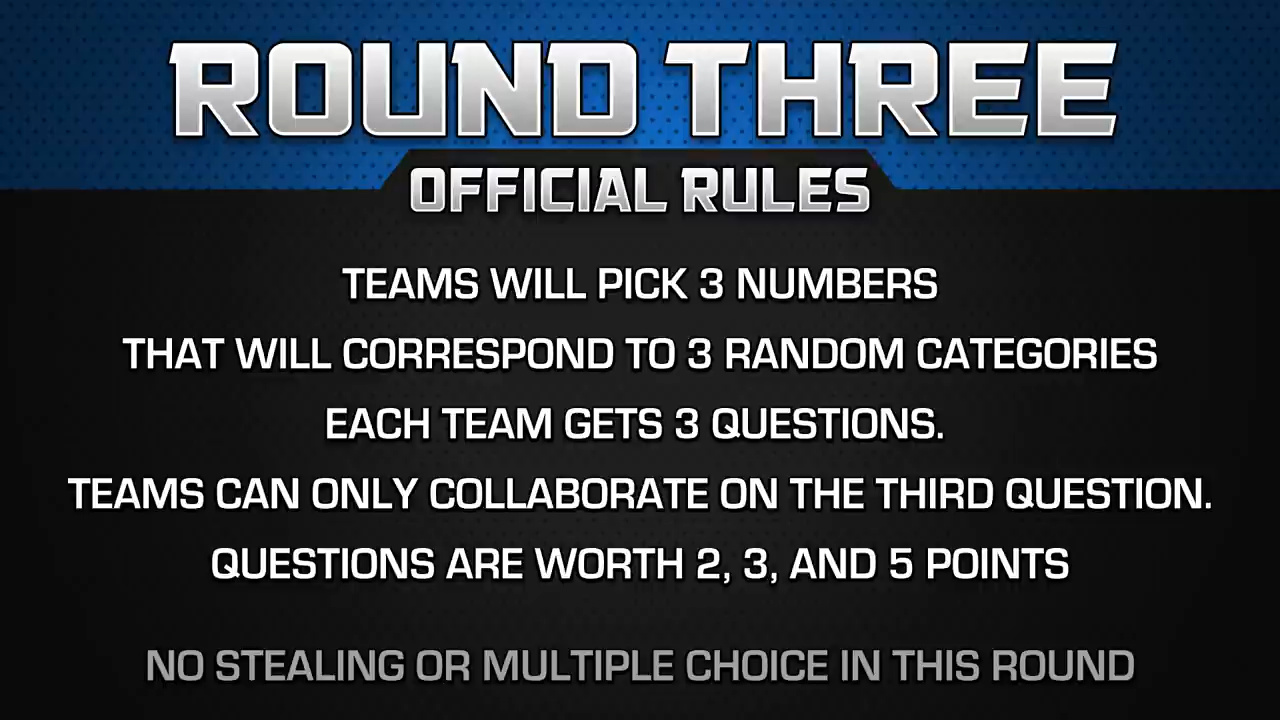 ROUND THREE
OFFICIAL RULES
TEAMS WILL PICK 3 NUMBERS
THAT WILL CORRESPOND TO 3 RANDOM CATEGORIES
EACH TEAM GETS 3 QUESTIONS.
TEAMS CAN ONLY COLLABORATE ON THE THIRD QUESTION.
QUESTIONS ARE WORTH 2, 3, AND 5 POINTS
NO STEALING OR MULTIPLE CHOICE IN THIS ROUND